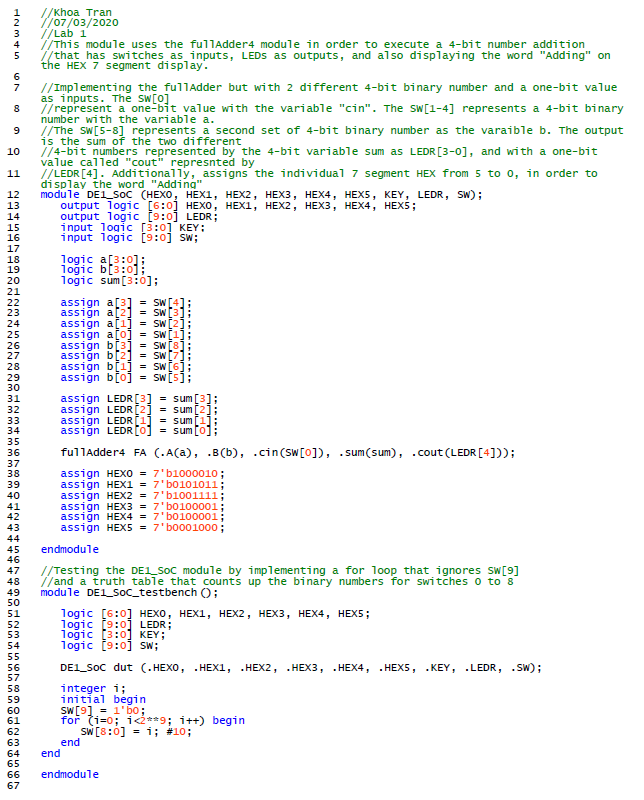 1 //Khoa Tran
2 //07/03/2020
3 //Lab 1
4 //This module uses the fullAdder4 module in order to execute a 4-bit number addition
5 //that has switches as inputs, LEDs as outputs, and also displaying the word "Adding" on
the HEX 7 segment display.
6
7 //Implementing the fullAdder but with 2 different 4-bit binary number and a one-bit value
as inputs. The SW[0]
8 //represent a one-bit value with the variable "cin". The SW[1-4] represents a 4-bit binary
number with the variable a.
9 //The SW[5-8] represents a second set of 4-bit binary number as the varaible b. The output
is the sum of the two different
10 //4-bit numbers represented by the 4-bit variable sum as LEDR[3-0], and with a one-bit
value called "cout" represnted by
11 //LEDR[4]. Additionally, assigns the individual 7 segment HEX from 5 to 0, in order to
display the word "Adding"
12 module DE1_SoC (HEX0, HEX1, HEX2, HEX3, HEX4, HEX5, KEY, LEDR, SW);
13 output logic [6:0] HEX0, HEX1, HEX2, HEX3, HEX4, HEX5;
14 output logic [9:0] LEDR;
15 input logic [3:0] KEY;
16 input logic [9:0] SW;
17
18 logic a[3:0];
19 logic b[3:0];
20 logic sum[3:0];
21
22 assign a[3] = SW[4];
23 assign a[2] = SW[3];
24 assign a[1] = SW[2];
25 assign a[0] = SW[1];
26 assign b[3] = SW[8];
27 assign b[2] = SW[7];
28 assign b[1] = SW[6];
29 assign b[0] = SW[5];
30
31 assign LEDR[3] = sum[3];
32 assign LEDR[2] = sum[2];
33 assign LEDR[1] = sum[1];
34 assign LEDR[0] = sum[0];
35
36 fullAdder4 FA (.A(a), .B(b), .cin(SW[0]), .sum(sum), .cout(LEDR[4]));
37
38 assign HEX0 = 7'b1000010;
39 assign HEX1 = 7'b0101011;
40 assign HEX2 = 7'b1001111;
41 assign HEX3 = 7'b0100001;
42 assign HEX4 = 7'b0100001;
43 assign HEX5 = 7'b0001000;
44
45 endmodule
46
47 //Testing the DE1_SoC module by implementing a for loop that ignores SW[9]
48 //and a truth table that counts up the binary numbers for switches 0 to 8
49 module DE1_SoC_testbench();
50
51 logic [6:0] HEX0, HEX1, HEX2, HEX3, HEX4, HEX5;
52 logic [9:0] LEDR;
53 logic [3:0] KEY;
54 logic [9:0] SW;
55
56 DE1_SoC dut (.HEX0, .HEX1, .HEX2, .HEX3, .HEX4, .HEX5, .KEY, .LEDR, .SW);
57
58 integer i;
59 initial begin
60 SW[9] = 1'b0;
61 for (i=0; i<2**9; i++) begin
62 SW[8:0] = i; #10;
63 end
64 end
65
66 endmodule
67